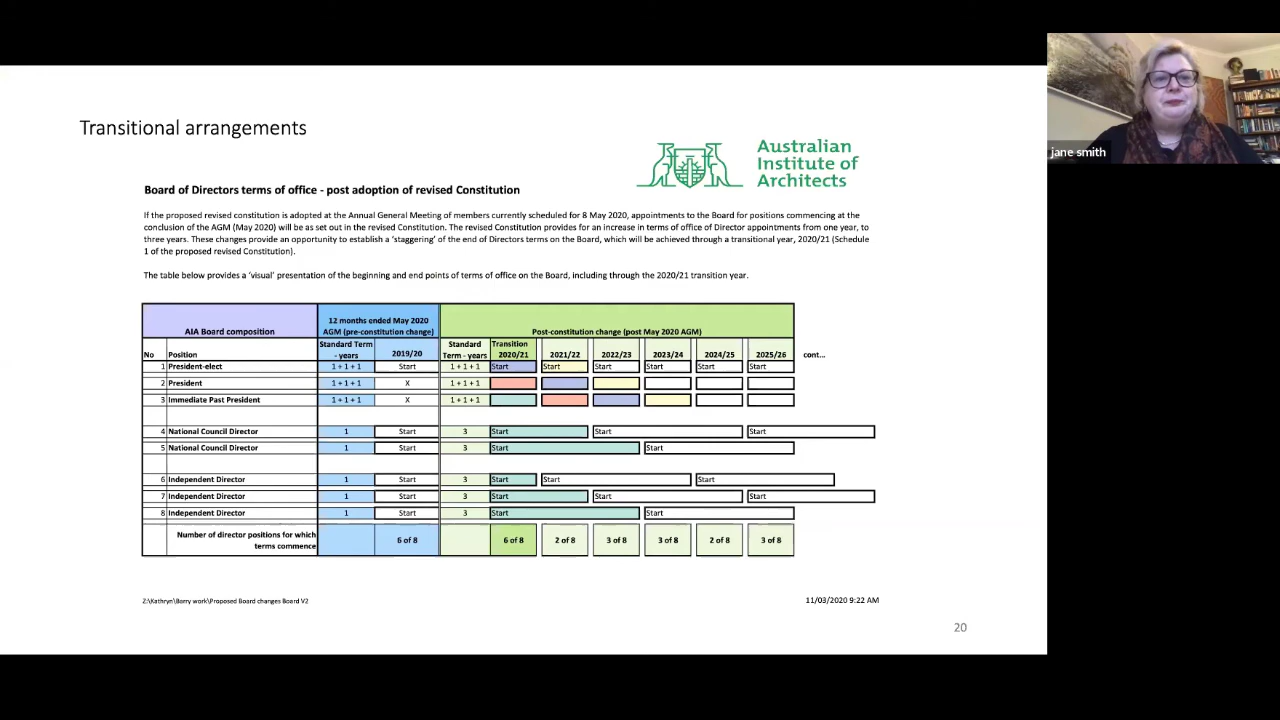 Transitional arrangements
Australian
Institute of
Architects
Board of Directors terms of office - post adoption of revised Constitution
If the proposed revised constitution is adopted at the Annual General Meeting of members currently scheduled for 8 May 2020, appointments to the Board for positions commencing at the
conclusion of the AGM (May 2020) will be as set out in the revised Constitution. The revised Constitution provides for an increase in terms of office of Director appointments from one year, to
three years. These changes provide an opportunity to establish a 'staggering' of the end of Directors terms on the Board, which will be achieved through a transitional year, 2020/21 (Schedule
1 of the proposed revised Constitution).
The table below provides a 'visual' presentation of the beginning and end points of terms of office on the Board, including through the 2020/21 transition year.
AIA Board composition
12 months ended May 2020
AGM (pre-constitution change)
Post-constitution change (post May 2020 AGM)
No Position
Standard Term
- years
2019/20
Standard
Term - years
Transition
2020/21
2021/22 2022/23 2023/24 2024/25 2025/26 cont...
1 President-elect 1 + 1 + 1 Start 1 + 1 + 1 Start Start Start Start Start Start
2 President 1 + 1 + 1 X 1 + 1 + 1
3 Immediate Past President 1 + 1 + 1 X 1 + 1 + 1
4 National Council Director 1 Start 3 Start Start Start
5 National Council Director 1 Start 3 Start Start
6 Independent Director 1 Start 3 Start Start Start
7 Independent Director 1 Start 3 Start Start Start
8 Independent Director 1 Start 3 Start Start
Number of director positions for which
terms commence
6 of 8 6 of 8 2 of 8 3 of 8 3 of 8 2 of 8 3 of 8
Z:\Kathryn\Barry work\Proposed Board changes Board V2
11/03/2020 9:22 AM
20
jane smith